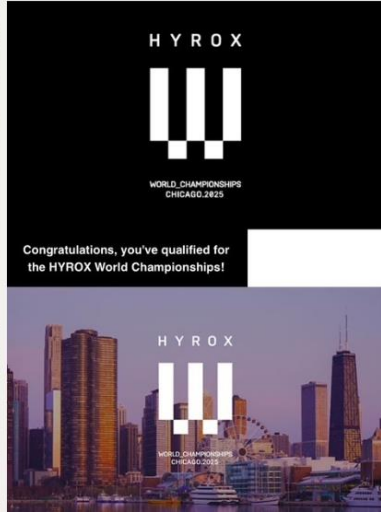 HYROX
WORLD_CHAMPIONSHIPS
CHICAGO.2025
Congratulations, you've qualified for
the HYROX World Championships!
HYROX
WORLD_CHAMPIONSHIPS
CHICAGO.2025